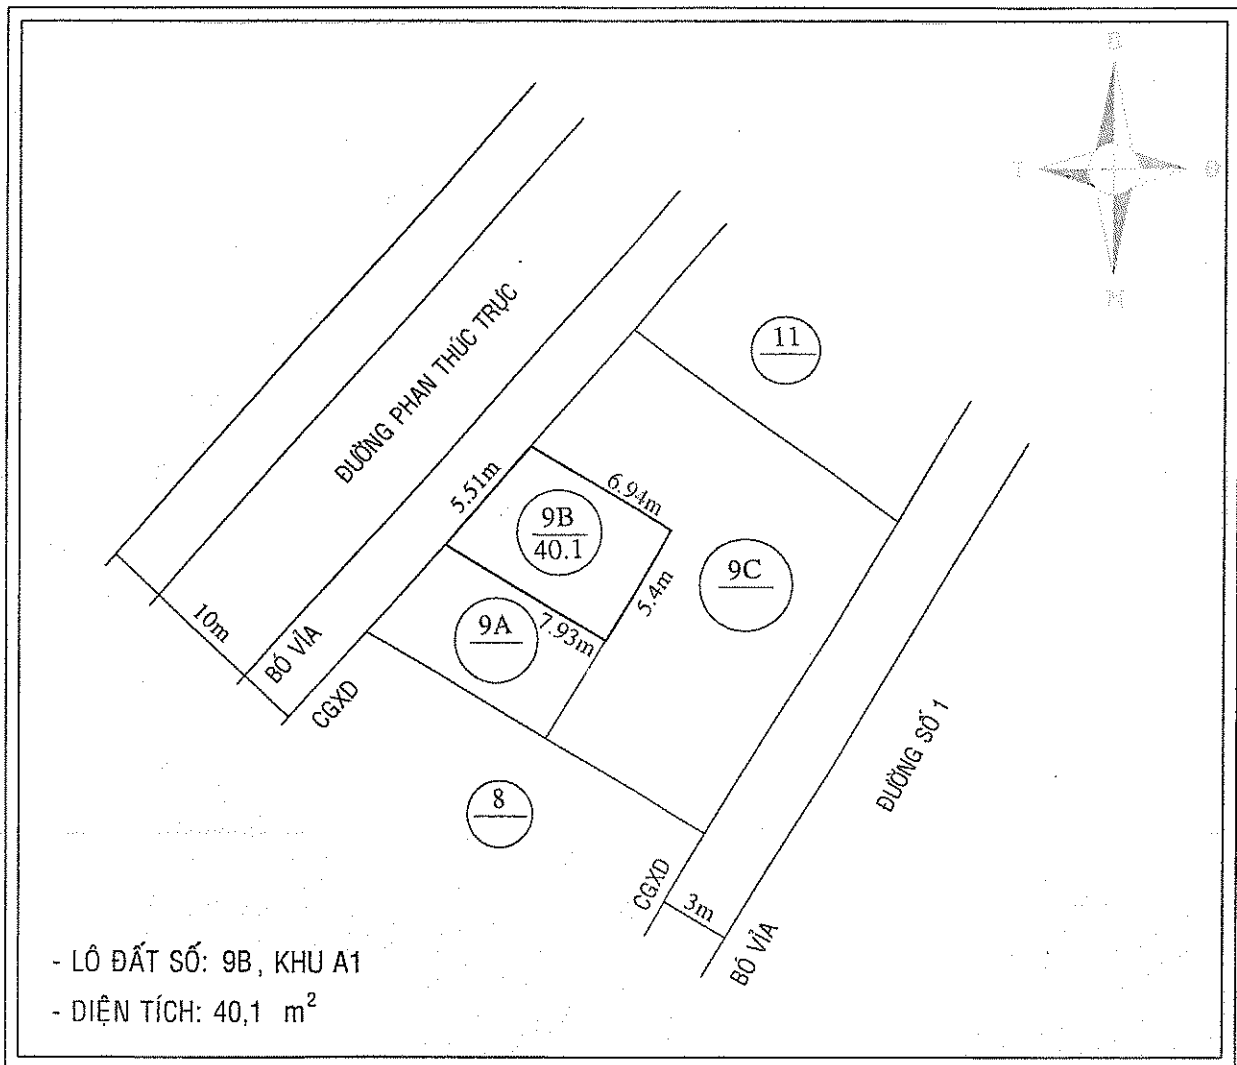 B
T
Đ
M
11
ĐƯỜNG PHAN THÚC TRỰC
5.51m
6.94m
9B
40.1
9C
5.4m
7.93m
9A
10m
BÓ VỈA
CGXD
ĐƯỜNG SỐ 1
8
CGXD
3m
BÓ VỈA
- LÔ ĐẤT SỐ: 9B, KHU A1
- DIỆN TÍCH: 40,1 m²